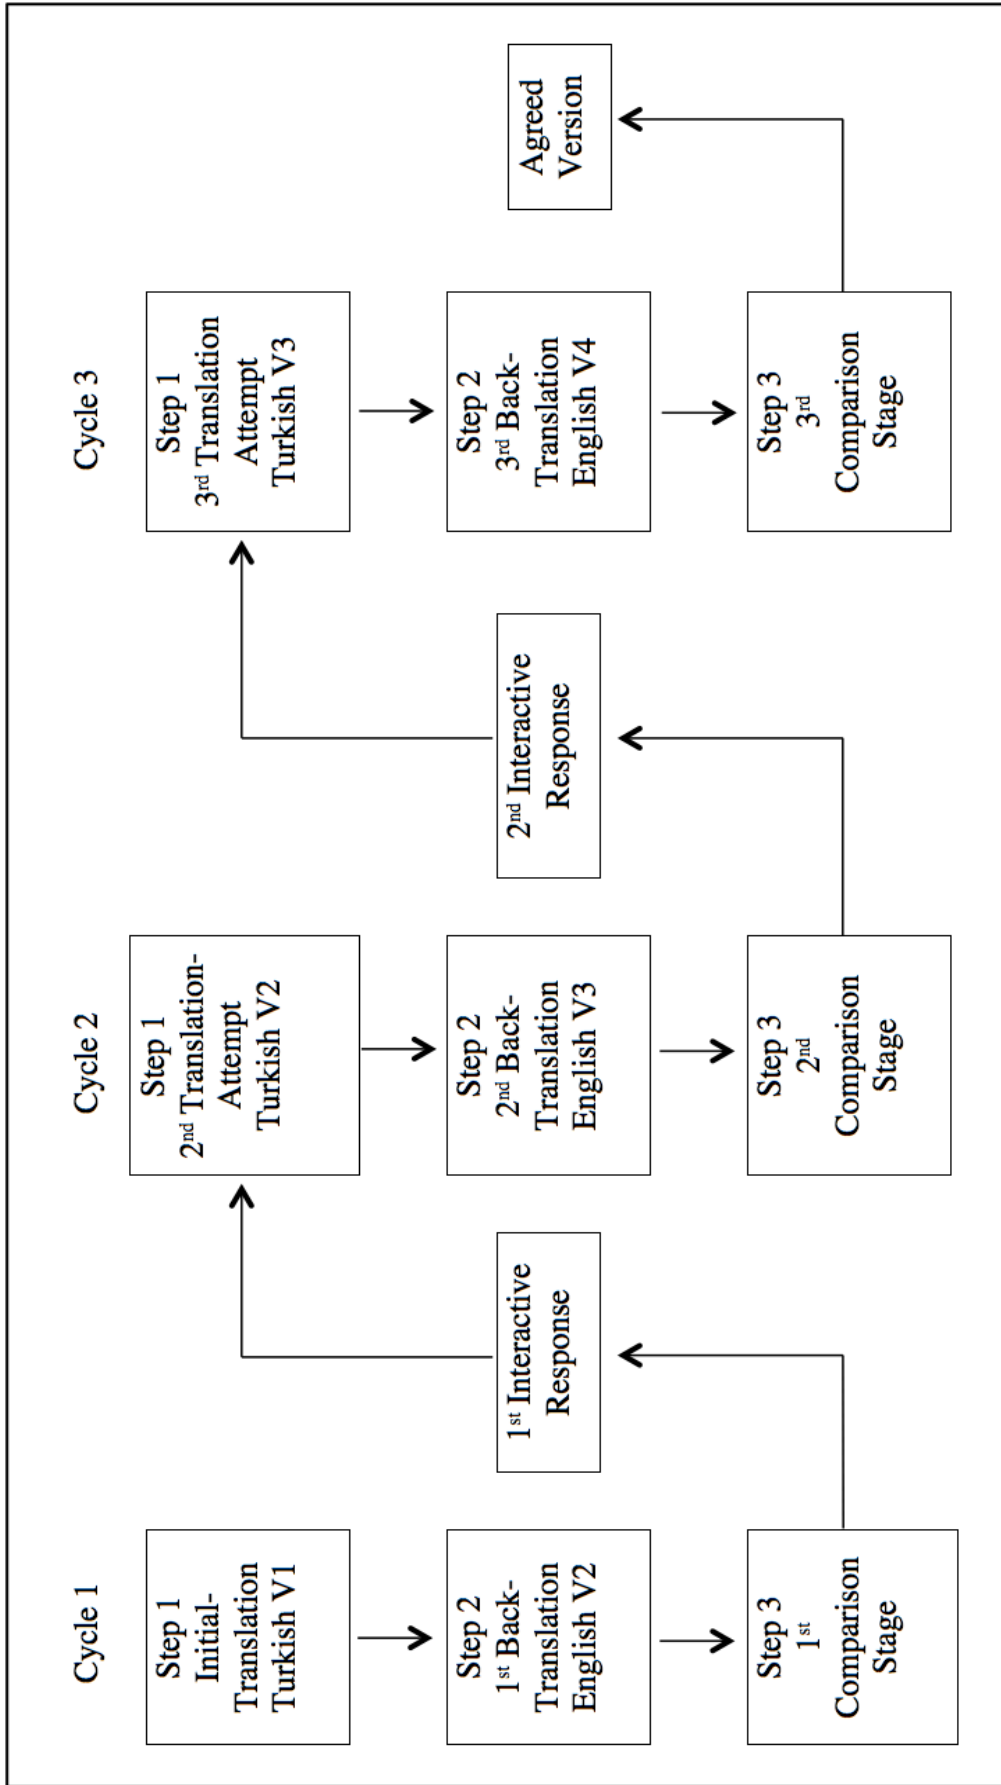 Cycle 1
Step 1
Initial-
Translation
Turkish V1
Step 2
1st Back-
Translation
English V2
Step 3
1st
Comparison
Stage
1st Interactive
Response
Cycle 2
Step 1
2nd Translation-
Attempt
Turkish V2
Step 2
2nd Back-
Translation
English V3
Step 3
2nd
Comparison
Stage
2nd Interactive
Response
Cycle 3
Step 1
3rd Translation
Attempt
Turkish V3
Step 2
3rd Back-
Translation
English V4
Step 3
3rd
Comparison
Stage
Agreed
Version